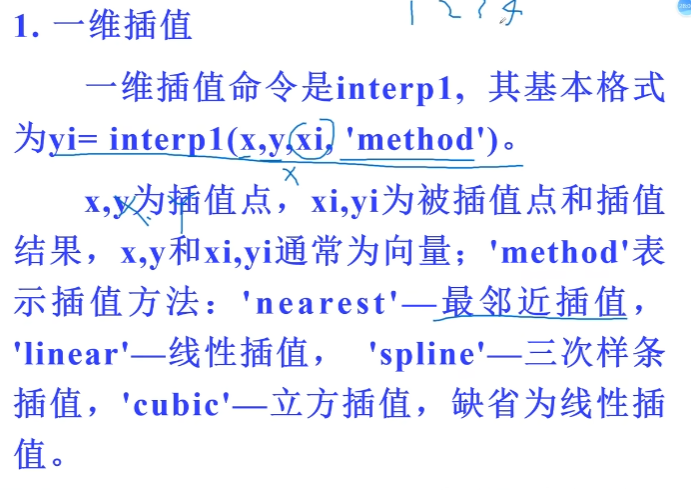 1 2 3 4
1. 一维插值
一维插值命令是interp1，其基本格式
为yi= interp1(x,y,xi, 'method')。
x
x,y为插值点，xi,yi为被插值点和插值
结果，x,y和xi,yi通常为向量；'method'表
示插值方法：'nearest'—最邻近插值，
'linear'—线性插值， 'spline'—三次样条
插值，'cubic'—立方插值，缺省为线性插
值。